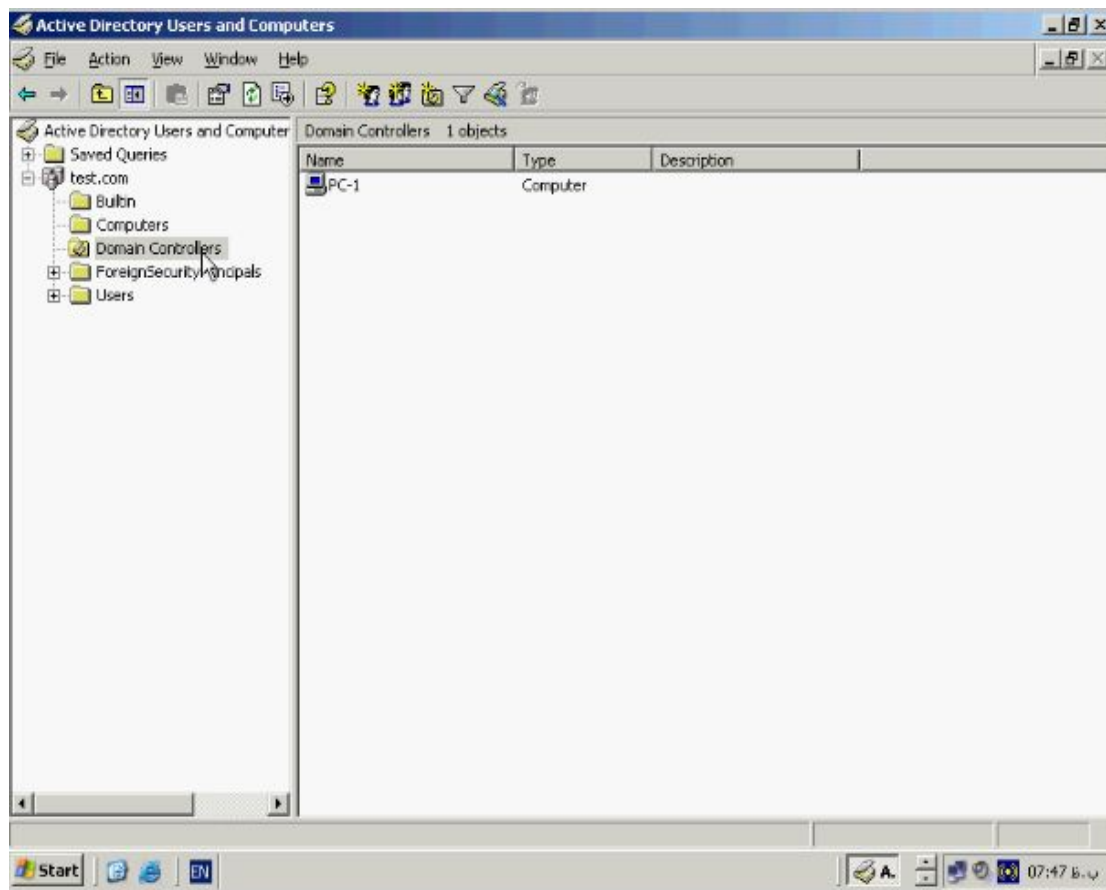 Active Directory Users and Computers
File Action View Window Help
Active Directory Users and Computer
Saved Queries
test.com
Builtin
Computers
Domain Controllers
ForeignSecurityPrincipals
Users
Domain Controllers 1 objects
Name Type Description
PC-1 Computer
Start EN A. 07:47 ب.ظ